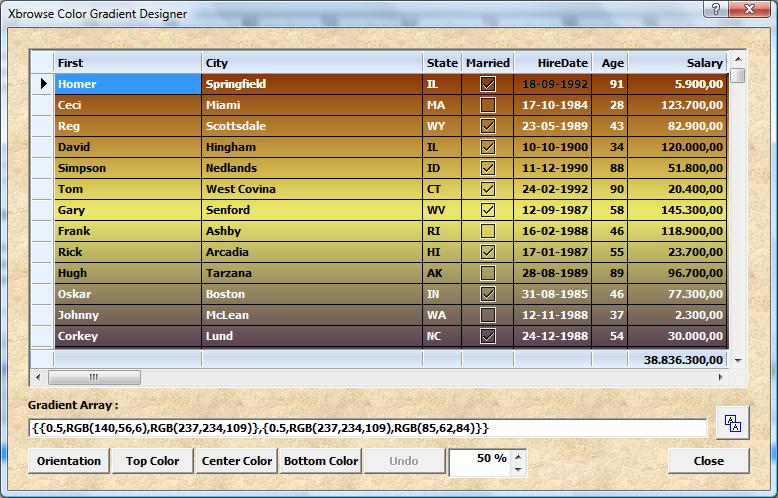 Xbrowse Color Gradient Designer
First City State Married HireDate Age Salary
Homer Springfield IL 18-09-1992 91 5.900,00
Ceci Miami MA 17-10-1984 28 123.700,00
Reg Scottsdale WY 23-05-1989 43 82.900,00
David Hingham IL 10-10-1900 34 120.000,00
Simpson Nedlands ID 11-12-1990 88 51.800,00
Tom West Covina CT 24-02-1992 90 20.400,00
Gary Senford WV 12-09-1987 58 145.300,00
Frank Ashby RI 16-02-1988 46 118.900,00
Rick Arcadia HI 17-01-1987 55 23.700,00
Hugh Tarzana AK 28-08-1989 89 96.700,00
Oskar Boston IN 31-08-1985 46 77.300,00
Johnny McLean WA 12-11-1988 37 2.300,00
Corkey Lund NC 24-12-1988 54 30.000,00
38.836.300,00
Gradient Array :
{{0.5,RGB(140,56,6),RGB(237,234,109)},{0.5,RGB(237,234,109),RGB(85,62,84)}}
Orientation Top Color Center Color Bottom Color Undo 50 % Close